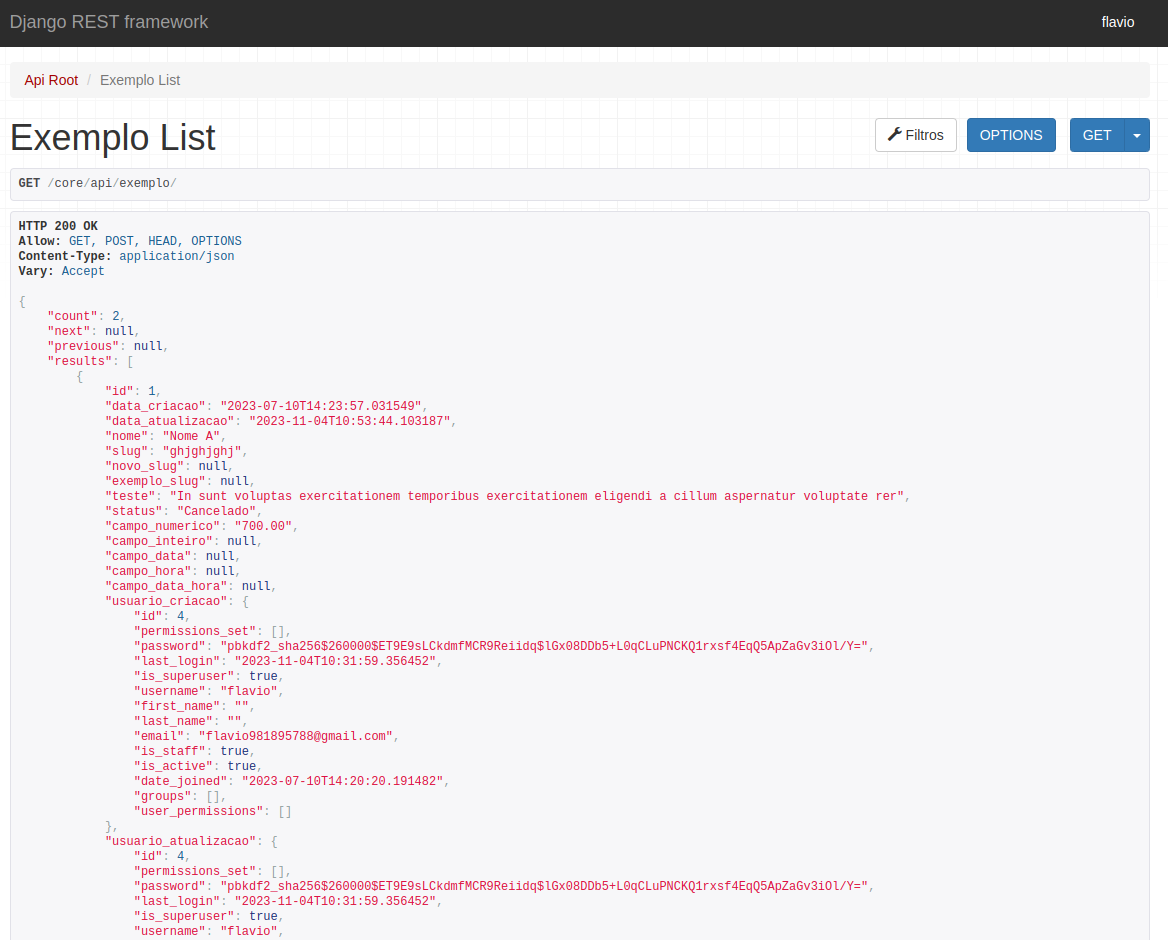 Django REST framework
flavio
Api Root / Exemplo List
Exemplo List
Filtros
OPTIONS
GET
GET /core/api/exemplo/
HTTP 200 OK
Allow: GET, POST, HEAD, OPTIONS
Content-Type: application/json
Vary: Accept
{
    "count": 2,
    "next": null,
    "previous": null,
    "results": [
        {
            "id": 1,
            "data_criacao": "2023-07-10T14:23:57.031549",
            "data_atualizacao": "2023-11-04T10:53:44.103187",
            "nome": "Nome A",
            "slug": "ghjghjghj",
            "novo_slug": null,
            "exemplo_slug": null,
            "teste": "In sunt voluptas exercitationem temporibus exercitationem eligendi a cillum aspernatur voluptate rer",
            "status": "Cancelado",
            "campo_numerico": "700.00",
            "campo_inteiro": null,
            "campo_data": null,
            "campo_hora": null,
            "campo_data_hora": null,
            "usuario_criacao": {
                "id": 4,
                "permissions_set": [],
                "password": "pbkdf2_sha256$260000$ET9E9sLCkdmfMCR9Reiidq$lGx08DDb5+L0qCLuPNCKQ1rxsf4EqQ5ApZaGv3iOl/Y=",
                "last_login": "2023-11-04T10:31:59.356452",
                "is_superuser": true,
                "username": "flavio",
                "first_name": "",
                "last_name": "",
                "email": "flavio981895788@gmail.com",
                "is_staff": true,
                "is_active": true,
                "date_joined": "2023-07-10T14:20:20.191482",
                "groups": [],
                "user_permissions": []
            },
            "usuario_atualizacao": {
                "id": 4,
                "permissions_set": [],
                "password": "pbkdf2_sha256$260000$ET9E9sLCkdmfMCR9Reiidq$lGx08DDb5+L0qCLuPNCKQ1rxsf4EqQ5ApZaGv3iOl/Y=",
                "last_login": "2023-11-04T10:31:59.356452",
                "is_superuser": true,
                "username": "flavio",